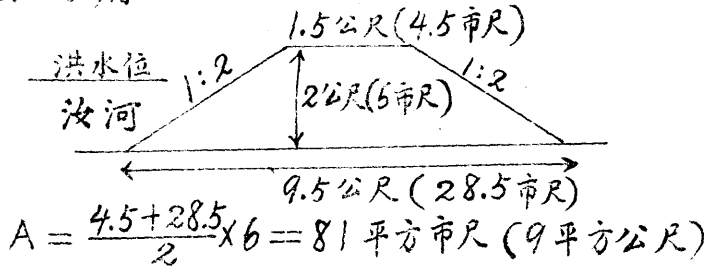 1.5公尺(4.5市尺)
洪水位
1:2
1:2
汝河
2公尺(6市尺)
9.5公尺(28.5市尺)
A = \frac{4.5+28.5}{2}×6 == 81 平方市尺 (9平方公尺)